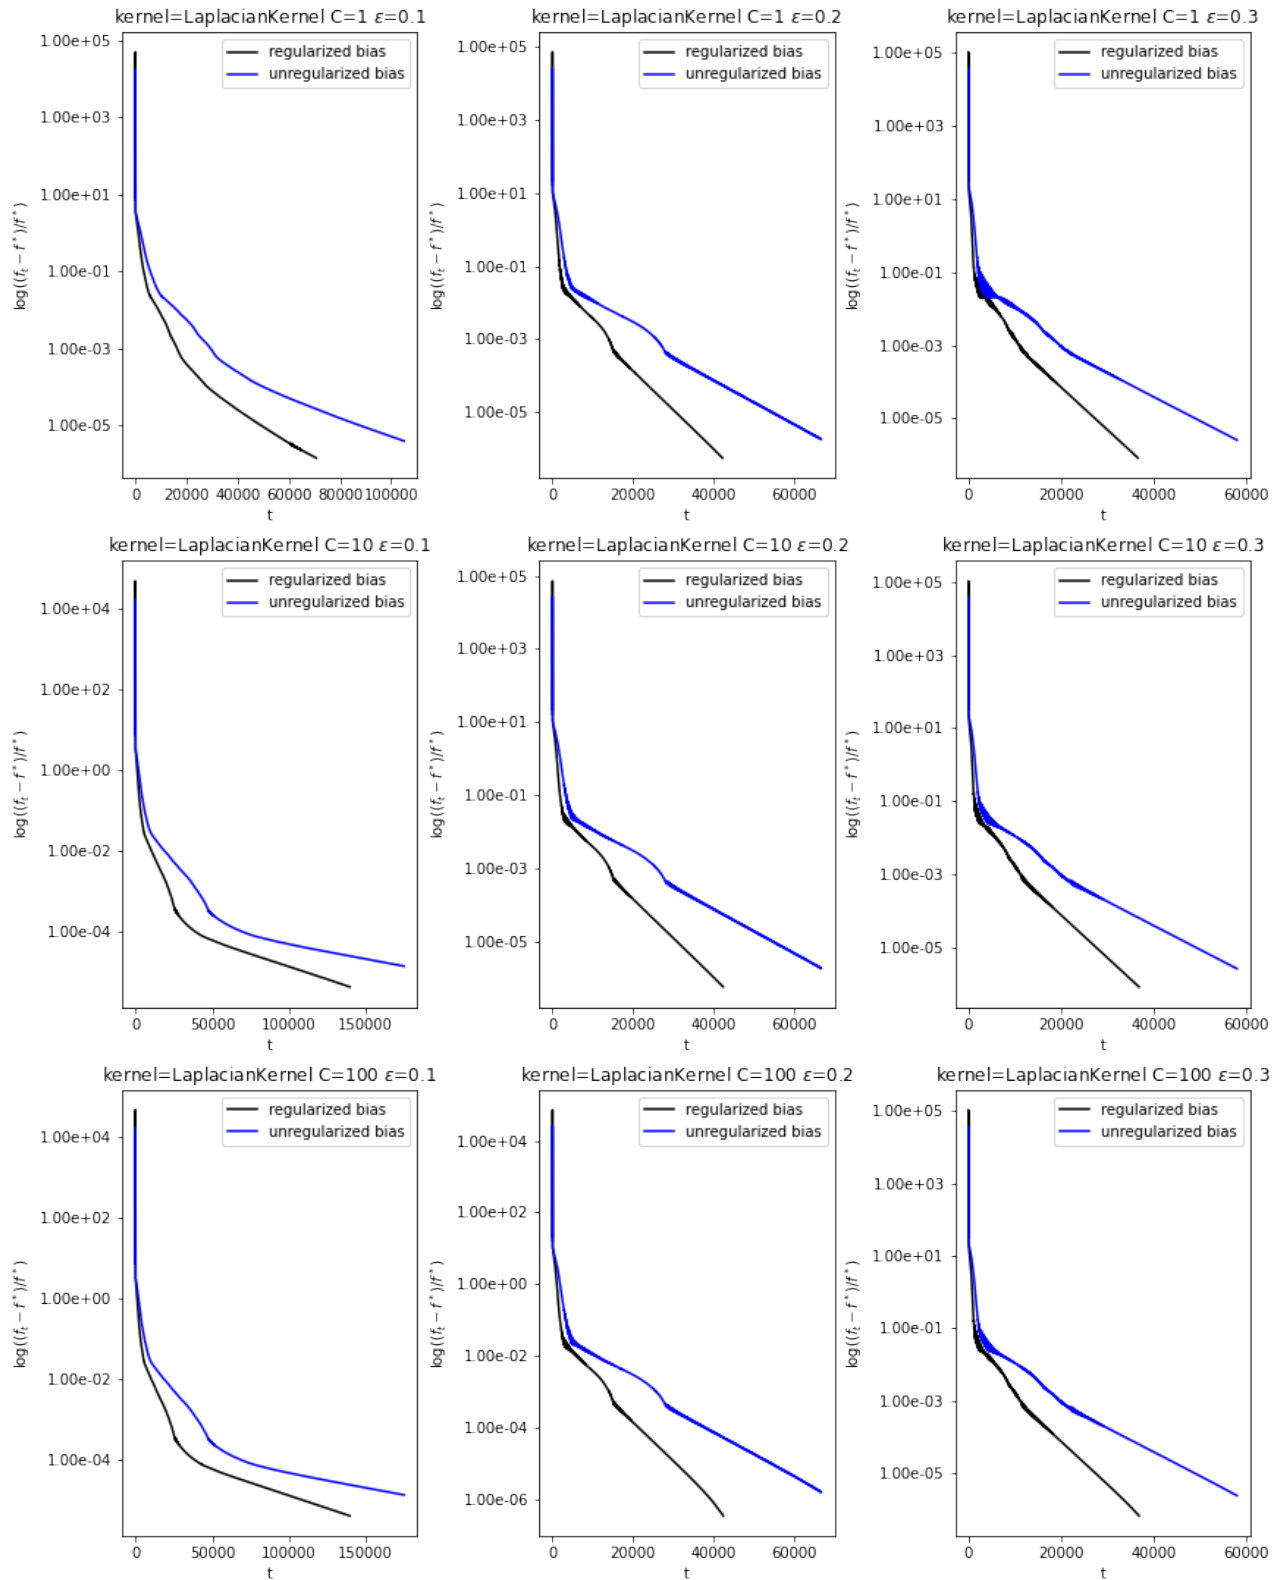 kernel=LaplacianKernel C=1 ε=0.1
regularized bias
unregularized bias
1.00e+05
1.00e+03
1.00e+01
1.00e-01
1.00e-03
1.00e-05
log((f_t − f*)/f*)
0 20000 40000 60000 80000 100000
t
kernel=LaplacianKernel C=1 ε=0.2
regularized bias
unregularized bias
1.00e+05
1.00e+03
1.00e+01
1.00e-01
1.00e-03
1.00e-05
log((f_t − f*)/f*)
0 20000 40000 60000
t
kernel=LaplacianKernel C=1 ε=0.3
regularized bias
unregularized bias
1.00e+05
1.00e+03
1.00e+01
1.00e-01
1.00e-03
1.00e-05
log((f_t − f*)/f*)
0 20000 40000 60000
t
kernel=LaplacianKernel C=10 ε=0.1
regularized bias
unregularized bias
1.00e+04
1.00e+02
1.00e+00
1.00e-02
1.00e-04
log((f_t − f*)/f*)
0 50000 100000 150000
t
kernel=LaplacianKernel C=10 ε=0.2
regularized bias
unregularized bias
1.00e+05
1.00e+03
1.00e+01
1.00e-01
1.00e-03
1.00e-05
log((f_t − f*)/f*)
0 20000 40000 60000
t
kernel=LaplacianKernel C=10 ε=0.3
regularized bias
unregularized bias
1.00e+05
1.00e+03
1.00e+01
1.00e-01
1.00e-03
1.00e-05
log((f_t − f*)/f*)
0 20000 40000 60000
t
kernel=LaplacianKernel C=100 ε=0.1
regularized bias
unregularized bias
1.00e+04
1.00e+02
1.00e+00
1.00e-02
1.00e-04
log((f_t − f*)/f*)
0 50000 100000 150000
t
kernel=LaplacianKernel C=100 ε=0.2
regularized bias
unregularized bias
1.00e+04
1.00e+02
1.00e+00
1.00e-02
1.00e-04
1.00e-06
log((f_t − f*)/f*)
0 20000 40000 60000
t
kernel=LaplacianKernel C=100 ε=0.3
regularized bias
unregularized bias
1.00e+05
1.00e+03
1.00e+01
1.00e-01
1.00e-03
1.00e-05
log((f_t − f*)/f*)
0 20000 40000 60000
t